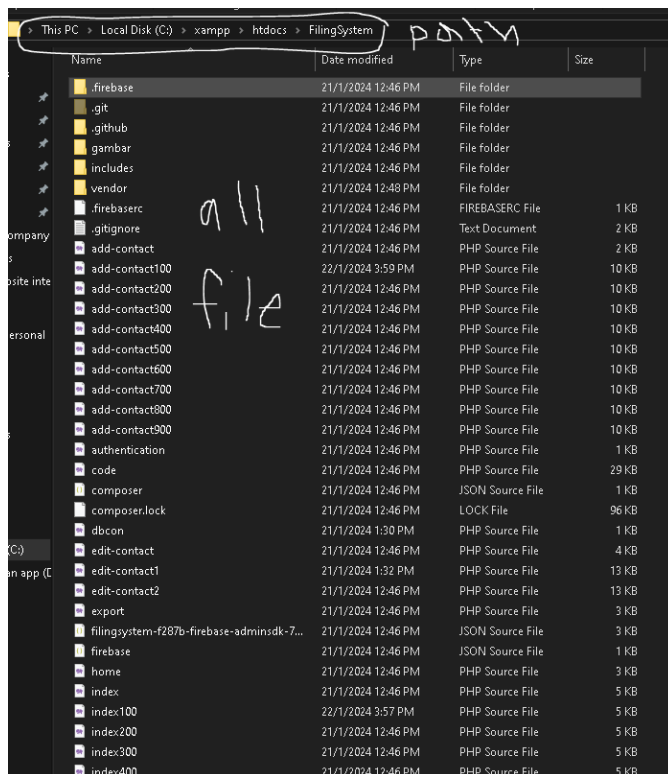 This PC > Local Disk (C:) > xampp > htdocs > FilingSystem
path
Name Date modified Type Size
.firebase 21/1/2024 12:46 PM File folder
.git 21/1/2024 12:46 PM File folder
.github 21/1/2024 12:46 PM File folder
gambar 21/1/2024 12:46 PM File folder
includes 21/1/2024 12:46 PM File folder
vendor 21/1/2024 12:48 PM File folder
.firebaserc 21/1/2024 12:46 PM FIREBASERC File 1 KB
all
.gitignore 21/1/2024 12:46 PM Text Document 2 KB
ompany
add-contact 21/1/2024 12:46 PM PHP Source File 2 KB
add-contact100 22/1/2024 3:59 PM PHP Source File 10 KB
osite inte
add-contact200 21/1/2024 12:46 PM PHP Source File 10 KB
file
add-contact300 21/1/2024 12:46 PM PHP Source File 10 KB
add-contact400 21/1/2024 12:46 PM PHP Source File 10 KB
ersonal
add-contact500 21/1/2024 12:46 PM PHP Source File 10 KB
add-contact600 21/1/2024 12:46 PM PHP Source File 10 KB
add-contact700 21/1/2024 12:46 PM PHP Source File 10 KB
add-contact800 21/1/2024 12:46 PM PHP Source File 10 KB
add-contact900 21/1/2024 12:46 PM PHP Source File 10 KB
authentication 21/1/2024 12:46 PM PHP Source File 1 KB
code 21/1/2024 12:46 PM PHP Source File 29 KB
composer 21/1/2024 12:46 PM JSON Source File 1 KB
composer.lock 21/1/2024 12:46 PM LOCK File 96 KB
dbcon 21/1/2024 1:30 PM PHP Source File 1 KB
(C:)
edit-contact 21/1/2024 12:46 PM PHP Source File 4 KB
an app (D
edit-contact1 21/1/2024 1:32 PM PHP Source File 13 KB
edit-contact2 21/1/2024 12:46 PM PHP Source File 13 KB
export 21/1/2024 12:46 PM PHP Source File 3 KB
filingsystem-f287b-firebase-adminsdk-7... 21/1/2024 12:46 PM JSON Source File 3 KB
firebase 21/1/2024 12:46 PM JSON Source File 1 KB
home 21/1/2024 12:46 PM PHP Source File 3 KB
index 21/1/2024 12:46 PM PHP Source File 5 KB
index100 22/1/2024 3:57 PM PHP Source File 5 KB
index200 21/1/2024 12:46 PM PHP Source File 5 KB
index300 21/1/2024 12:46 PM PHP Source File 5 KB
index400 21/1/2024 12:46 PM PHP Source File 5 KB